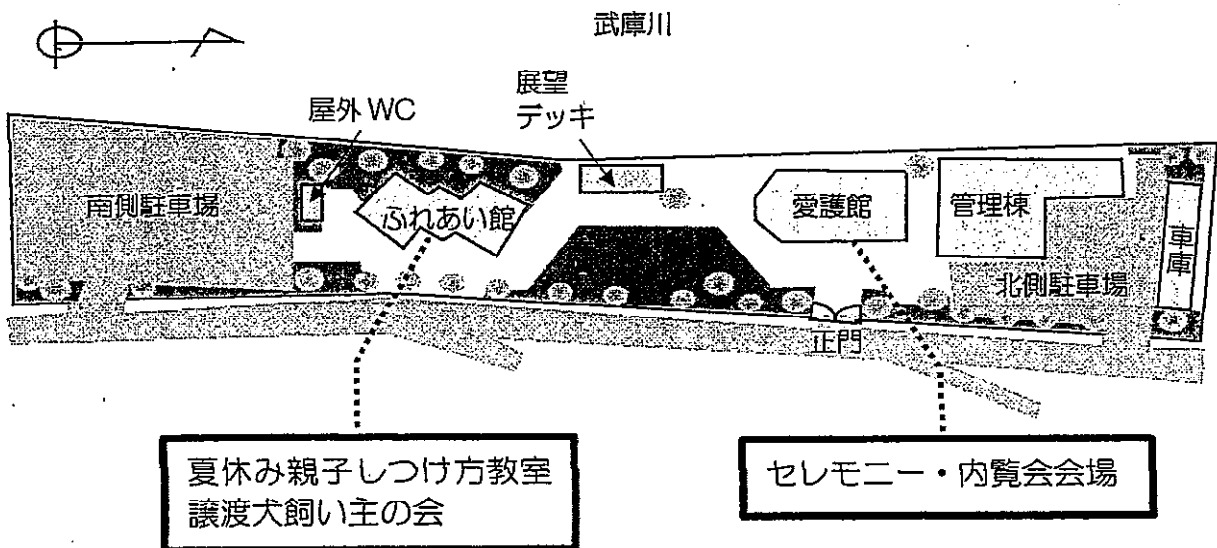 武庫川
展望
デッキ
屋外WC
南側駐車場
ふれあい館
愛護館
管理棟
車庫
北側駐車場
正門
夏休み親子しつけ方教室
譲渡犬飼い主の会
セレモニー・内覧会会場